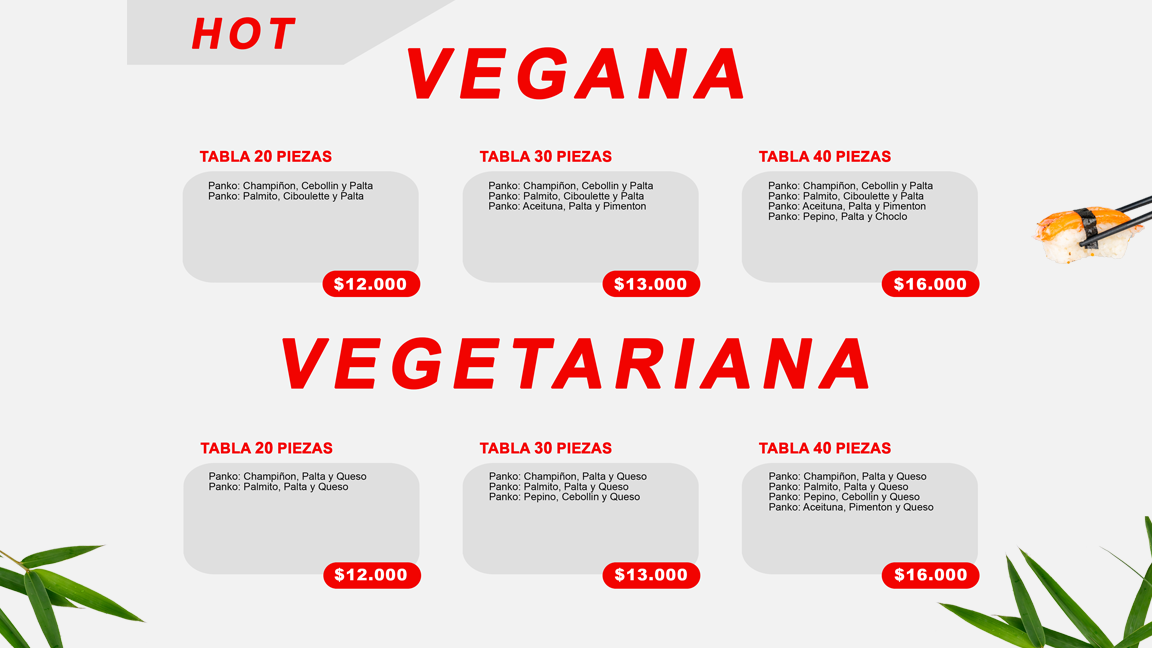 HOT
VEGANA
TABLA 20 PIEZAS
Panko: Champiñon, Cebollin y Palta
Panko: Palmito, Ciboulette y Palta
$12.000
TABLA 30 PIEZAS
Panko: Champiñon, Cebollin y Palta
Panko: Palmito, Ciboulette y Palta
Panko: Aceituna, Palta y Pimenton
$13.000
TABLA 40 PIEZAS
Panko: Champiñon, Cebollin y Palta
Panko: Palmito, Ciboulette y Palta
Panko: Aceituna, Palta y Pimenton
Panko: Pepino, Palta y Choclo
$16.000
VEGETARIANA
TABLA 20 PIEZAS
Panko: Champiñon, Palta y Queso
Panko: Palmito, Palta y Queso
$12.000
TABLA 30 PIEZAS
Panko: Champiñon, Palta y Queso
Panko: Palmito, Palta y Queso
Panko: Pepino, Cebollin y Queso
$13.000
TABLA 40 PIEZAS
Panko: Champiñon, Palta y Queso
Panko: Palmito, Palta y Queso
Panko: Pepino, Cebollin y Queso
Panko: Aceituna, Pimenton y Queso
$16.000